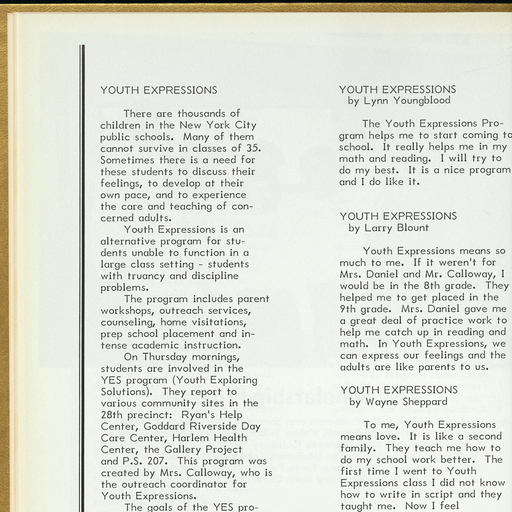 YOUTH EXPRESSIONS
There are thousands of
children in the New York City
public schools. Many of them
cannot survive in classes of 35.
Sometimes there is a need for
these students to discuss their
feelings, to develop at their
own pace, and to experience
the care and teaching of con-
cerned adults.
Youth Expressions is an
alternative program for stu-
dents unable to function in a
large class setting - students
with truancy and discipline
problems.
The program includes parent
workshops, outreach services,
counseling, home visitations,
prep school placement and in-
tense academic instruction.
On Thursday mornings,
students are involved in the
YES program (Youth Exploring
Solutions). They report to
various community sites in the
28th precinct: Ryan's Help
Center, Goddard Riverside Day
Care Center, Harlem Health
Center, the Gallery Project
and P.S. 207. This program was
created by Mrs. Calloway, who is
the outreach coordinator for
Youth Expressions.
The goals of the YES pro-
YOUTH EXPRESSIONS
by Lynn Youngblood
The Youth Expressions Pro-
gram helps me to start coming to
school. It really helps me in my
math and reading. I will try to
do my best. It is a nice program
and I do like it.
YOUTH EXPRESSIONS
by Larry Blount
Youth Expressions means so
much to me. If it weren't for
Mrs. Daniel and Mr. Calloway, I
would be in the 8th grade. They
helped me to get placed in the
9th grade. Mrs. Daniel gave me
a great deal of practice work to
help me catch up in reading and
math. In Youth Expressions, we
can express our feelings and the
adults are like parents to us.
YOUTH EXPRESSIONS
by Wayne Sheppard
To me, Youth Expressions
means love. It is like a second
family. They teach me how to
do my school work better. The
first time I went to Youth
Expressions class I did not know
how to write in script and they
taught me. Now I feel